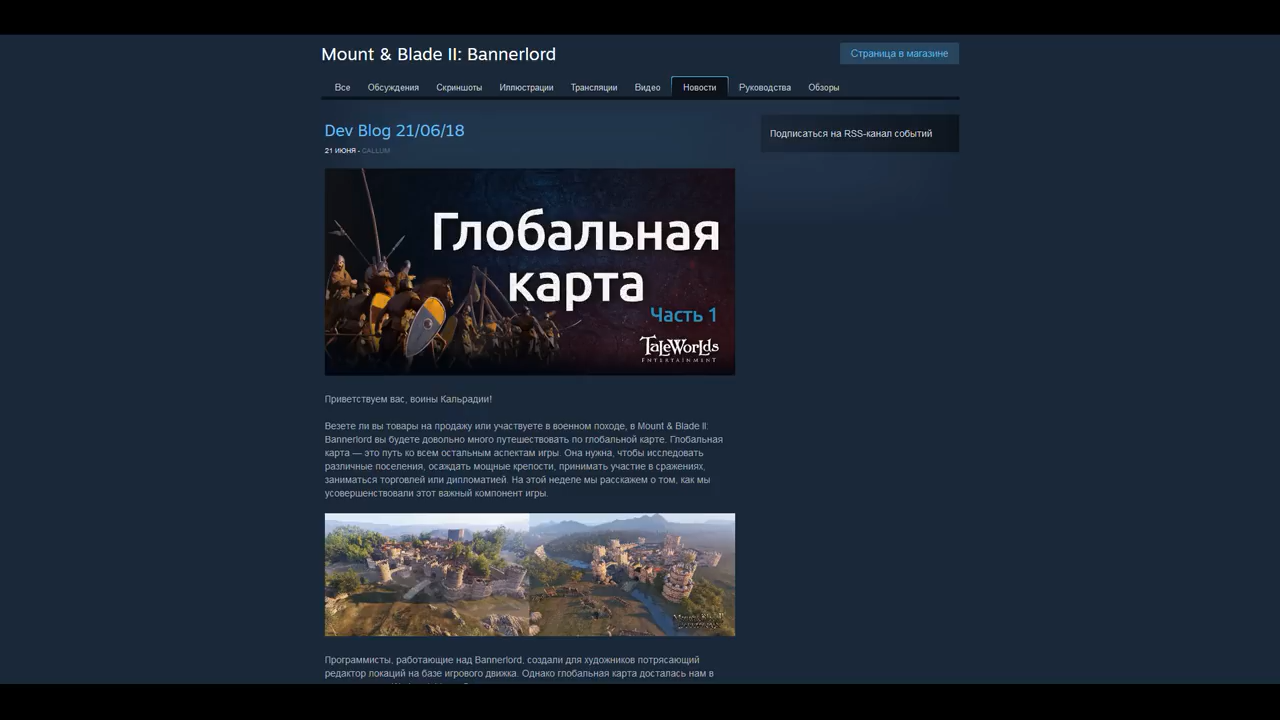 Mount & Blade II: Bannerlord
Страница в магазине
Все Обсуждения Скриншоты Иллюстрации Трансляции Видео Новости Руководства Обзоры
Dev Blog 21/06/18
Подписаться на RSS-канал событий
21 ИЮНЯ - CALLUM
Глобальная
карта
Часть 1
TaleWorlds
ENTERTAINMENT
Приветствуем вас, воины Кальрадии!
Везете ли вы товары на продажу или участвуете в военном походе, в Mount & Blade II:
Bannerlord вы будете довольно много путешествовать по глобальной карте. Глобальная
карта — это путь ко всем остальным аспектам игры. Она нужна, чтобы исследовать
различные поселения, осаждать мощные крепости, принимать участие в сражениях,
заниматься торговлей или дипломатией. На этой неделе мы расскажем о том, как мы
усовершенствовали этот важный компонент игры.
Программисты, работающие над Bannerlord, создали для художников потрясающий
редактор локаций на базе игрового движка. Однако глобальная карта досталась нам в